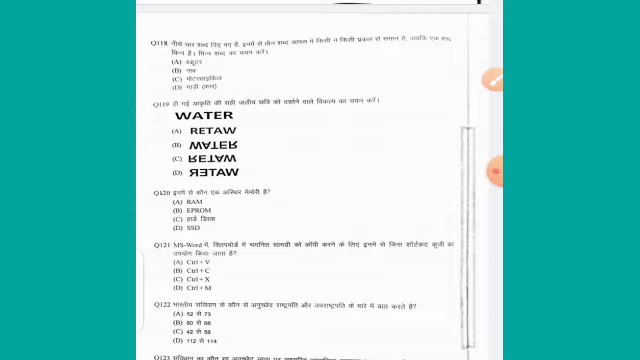 Q118 नीचे चार शब्द दिए गए है, इनमें से तीन शब्द आपस में किसी न किसी प्रकार से समान है, जबकि एक शब्द
भिन्न है। भिन्न शब्द का चयन करें।
(A) स्कूटर
(B) नाव
(C) मोटरसाइकिल
(D) गाड़ी (कार)
Q119 दी गई आकृति की सही जलीय छवि को दर्शाने वाले विकल्प का चयन करें।
WATER
(A) RETAW
(B) WATER
(C) RETAW
(D) WATER
Q120 इनमें से कौन एक अस्थिर मेमोरी है?
(A) RAM
(B) EPROM
(C) हार्ड डिस्क
(D) SSD
Q121 MS-Word में, क्लिपबोर्ड में चयनित सामग्री को कॉपी करने के लिए इनमें से किस शॉर्टकट कुंजी का
उपयोग किया जाता है?
(A) Ctrl + V
(B) Ctrl + C
(C) Ctrl + X
(D) Ctrl + M
Q122 भारतीय संविधान के कौन से अनुच्छेद राष्ट्रपति और उपराष्ट्रपति के बारे में बात करते है?
(A) 52 से 73
(B) 80 से 88
(C) 42 से 58
(D) 112 से 114
Q123 संविधान का कौन सा अनुच्छेद